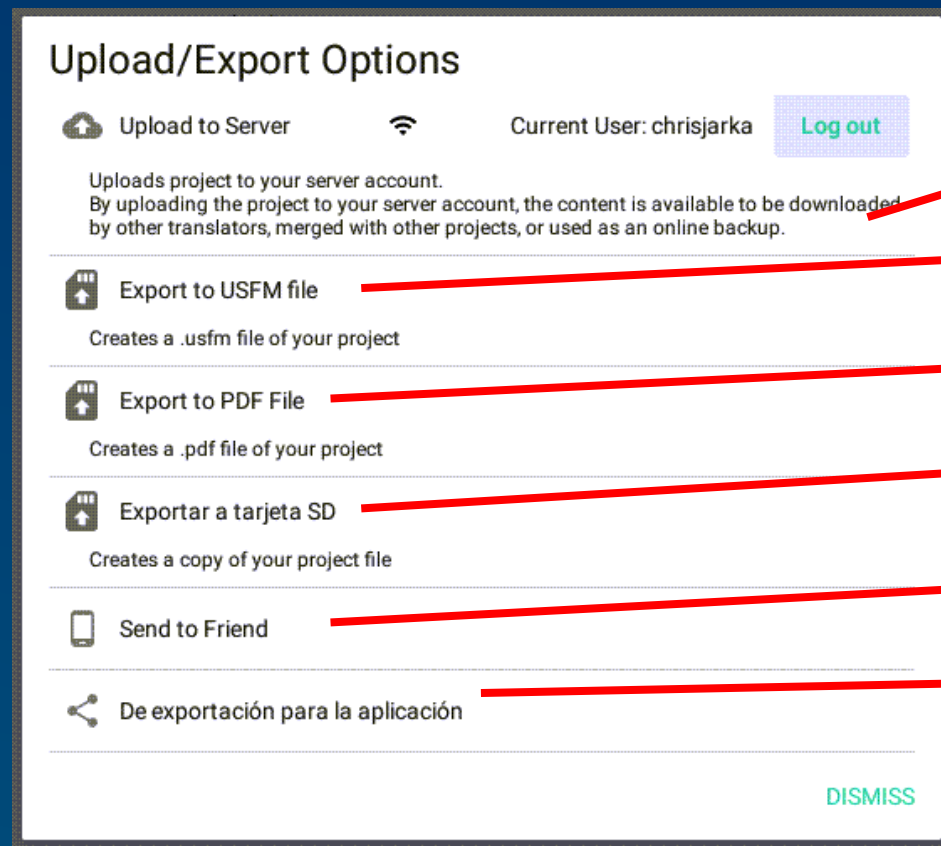 Upload/Export Options
Upload to Server Current User: chrisjarka Log out
Uploads project to your server account.
By uploading the project to your server account, the content is available to be downloaded
by other translators, merged with other projects, or used as an online backup.
Export to USFM file
Creates a .usfm file of your project
Export to PDF File
Creates a .pdf file of your project
Exportar a tarjeta SD
Creates a copy of your project file
Send to Friend
De exportación para la aplicación
DISMISS